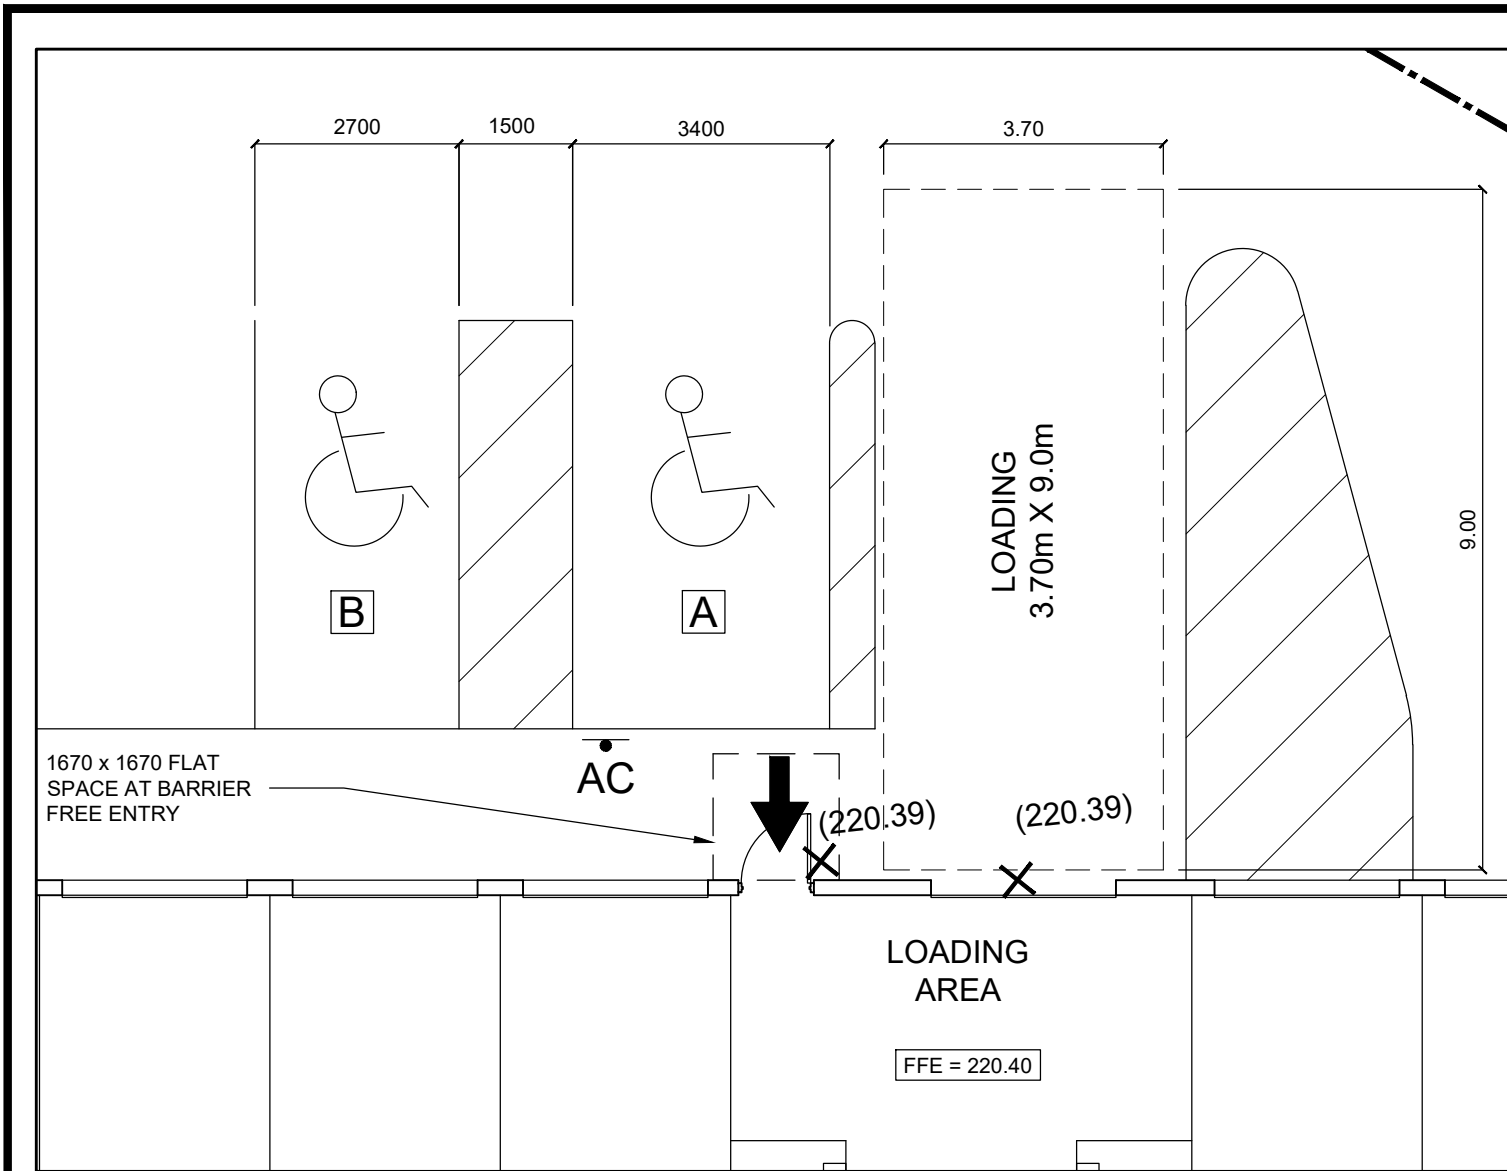 2700
1500
3400
3.70
LOADING
3.70m X 9.0m
9.00
B
A
1670 x 1670 FLAT
SPACE AT BARRIER
FREE ENTRY
AC
(220.39)
(220.39)
LOADING
AREA
FFE = 220.40